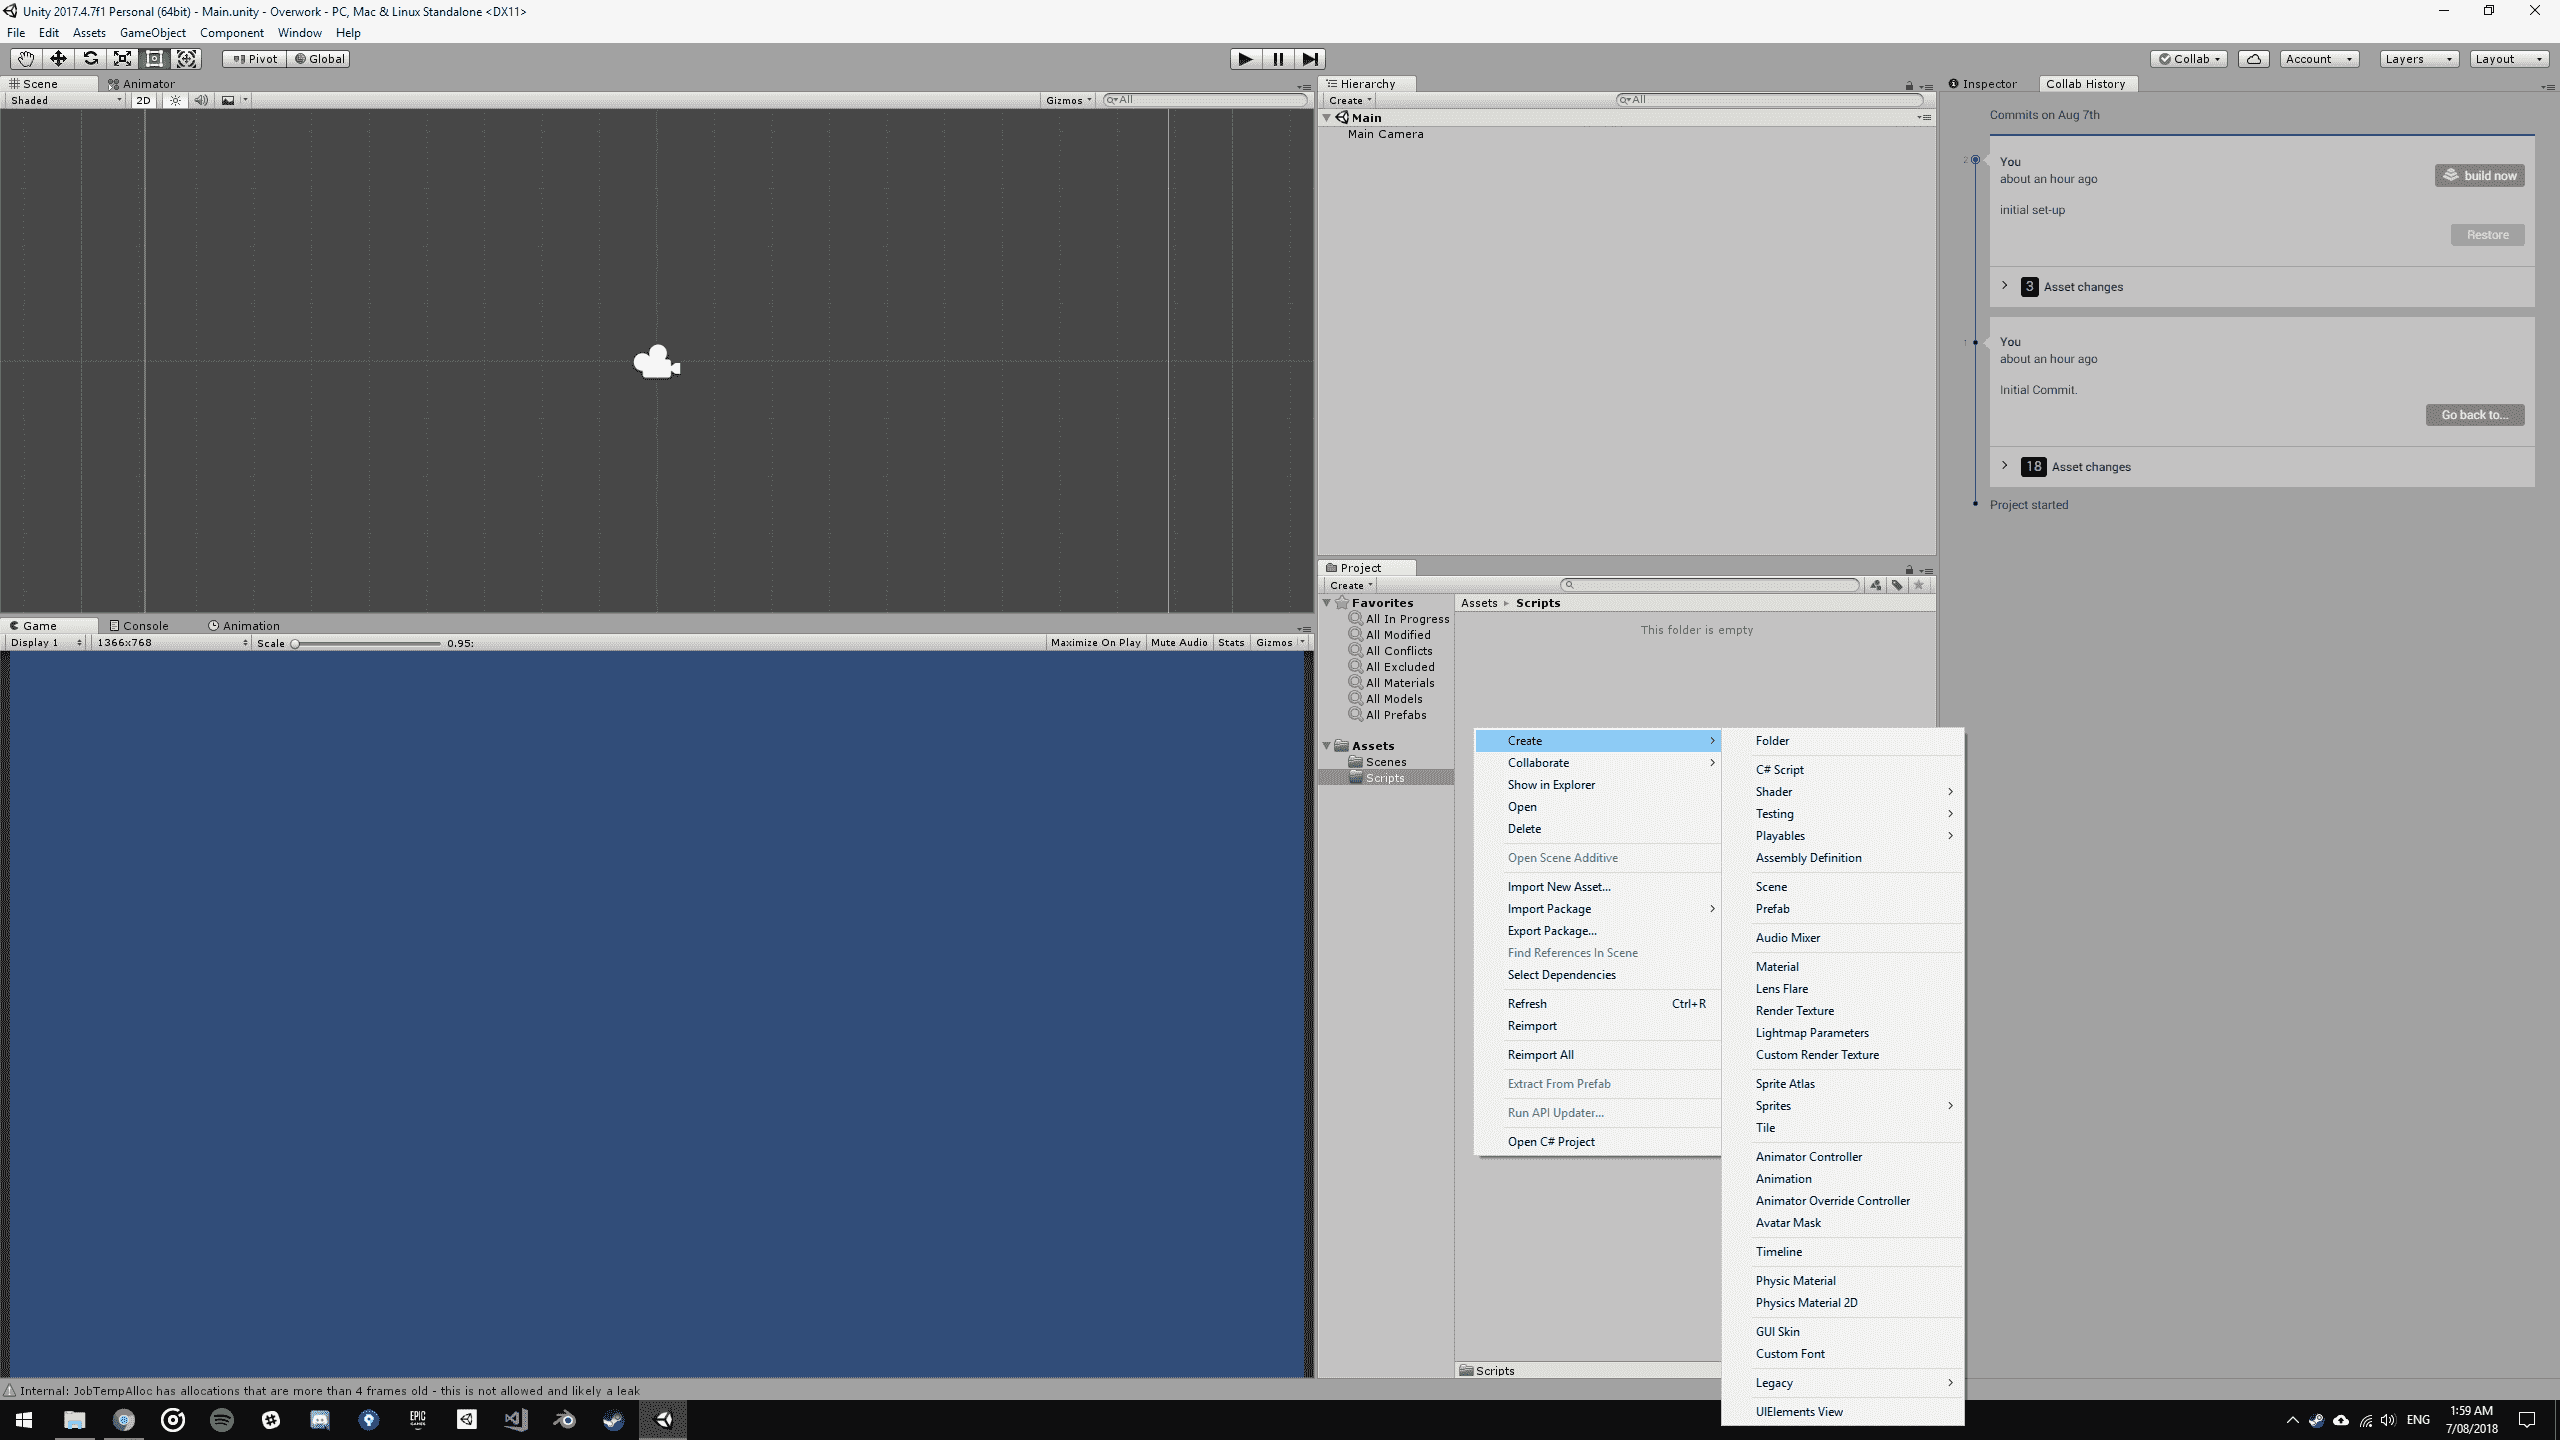 Unity 2017.4.7f1 Personal (64bit) - Main.unity - Overwork - PC, Mac & Linux Standalone <DX11>
File Edit Assets GameObject Component Window Help
Pivot Global
Collab Account Layers Layout
Scene Animator
Shaded 2D Gizmos All
Hierarchy
Create All
Main
Main Camera
Inspector Collab History
Commits on Aug 7th
2
You
about an hour ago
build now
initial set-up
Restore
3 Asset changes
1
You
about an hour ago
Initial Commit.
Go back to...
18 Asset changes
Project started
Game Console Animation
Display 1 1366x768 Scale 0.95: Maximize On Play Mute Audio Stats Gizmos
Project
Create
Favorites
All In Progress
All Modified
All Conflicts
All Excluded
All Materials
All Models
All Prefabs
Assets
Scenes
Scripts
Assets Scripts
This folder is empty
Create
Collaborate
Show in Explorer
Open
Delete
Open Scene Additive
Import New Asset...
Import Package
Export Package...
Find References In Scene
Select Dependencies
Refresh Ctrl+R
Reimport
Reimport All
Extract From Prefab
Run API Updater...
Open C# Project
Folder
C# Script
Shader
Testing
Playables
Assembly Definition
Scene
Prefab
Audio Mixer
Material
Lens Flare
Render Texture
Lightmap Parameters
Custom Render Texture
Sprite Atlas
Sprites
Tile
Animator Controller
Animation
Animator Override Controller
Avatar Mask
Timeline
Physic Material
Physics Material 2D
GUI Skin
Custom Font
Legacy
UIElements View
Scripts
Internal: JobTempAlloc has allocations that are more than 4 frames old - this is not allowed and likely a leak
EPIC
GAMES
ENG
1:59 AM
7/08/2018